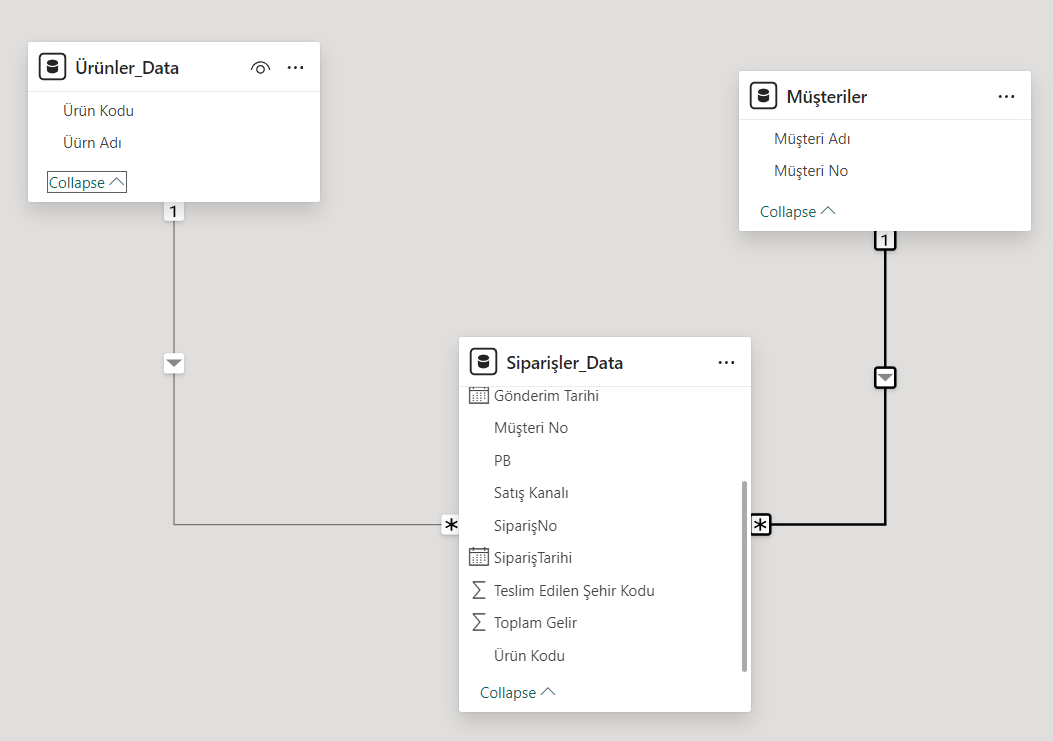 Ürünler_Data
Ürün Kodu
Üürn Adı
Collapse
1
Müşteriler
Müşteri Adı
Müşteri No
Collapse
1
Siparişler_Data
Gönderim Tarihi
Müşteri No
PB
Satış Kanalı
SiparişNo
*
*
SiparişTarihi
Teslim Edilen Şehir Kodu
Toplam Gelir
Ürün Kodu
Collapse